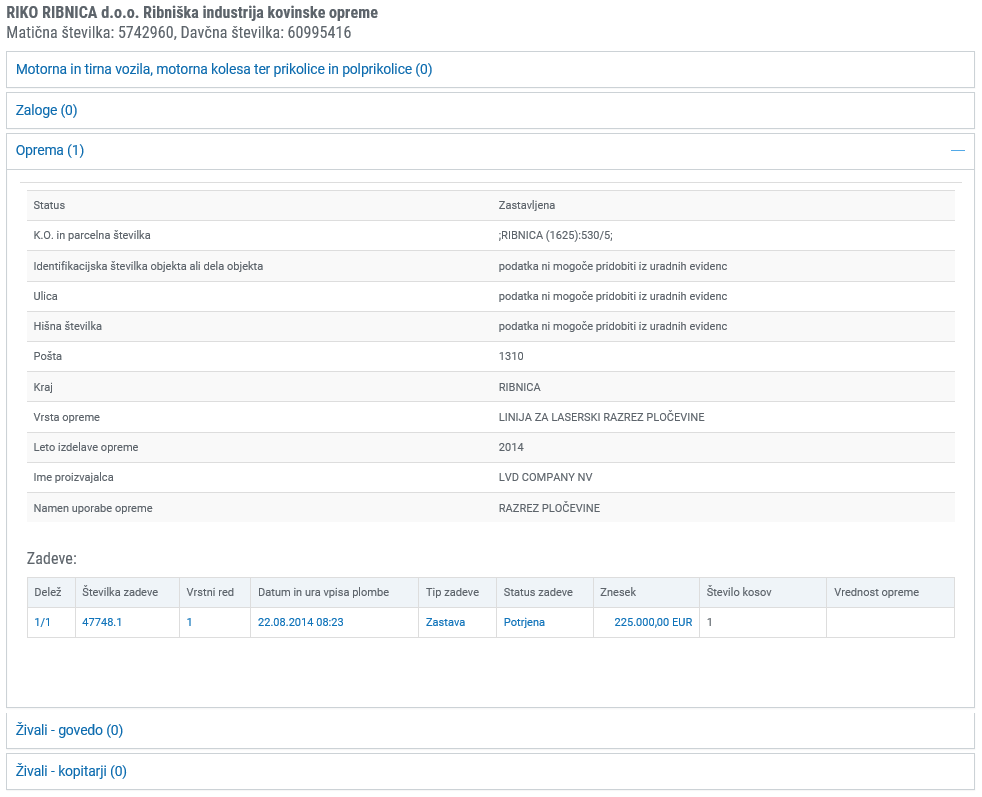 RIKO RIBNICA d.o.o. Ribniška industrija kovinske opreme
Matična številka: 5742960, Davčna številka: 60995416
Motorna in tirna vozila, motorna kolesa ter prikolice in polprikolice (0)
Zaloge (0)
Oprema (1)
Status Zastavljena
K.O. in parcelna številka ;RIBNICA (1625):530/5;
Identifikacijska številka objekta ali dela objekta podatka ni mogoče pridobiti iz uradnih evidenc
Ulica podatka ni mogoče pridobiti iz uradnih evidenc
Hišna številka podatka ni mogoče pridobiti iz uradnih evidenc
Pošta 1310
Kraj RIBNICA
Vrsta opreme LINIJA ZA LASERSKI RAZREZ PLOČEVINE
Leto izdelave opreme 2014
Ime proizvajalca LVD COMPANY NV
Namen uporabe opreme RAZREZ PLOČEVINE
Zadeve:
Delež Številka zadeve Vrstni red Datum in ura vpisa plombe Tip zadeve Status zadeve Znesek Število kosov Vrednost opreme
1/1 47748.1 1 22.08.2014 08:23 Zastava Potrjena 225.000,00 EUR 1
Živali - govedo (0)
Živali - kopitarji (0)